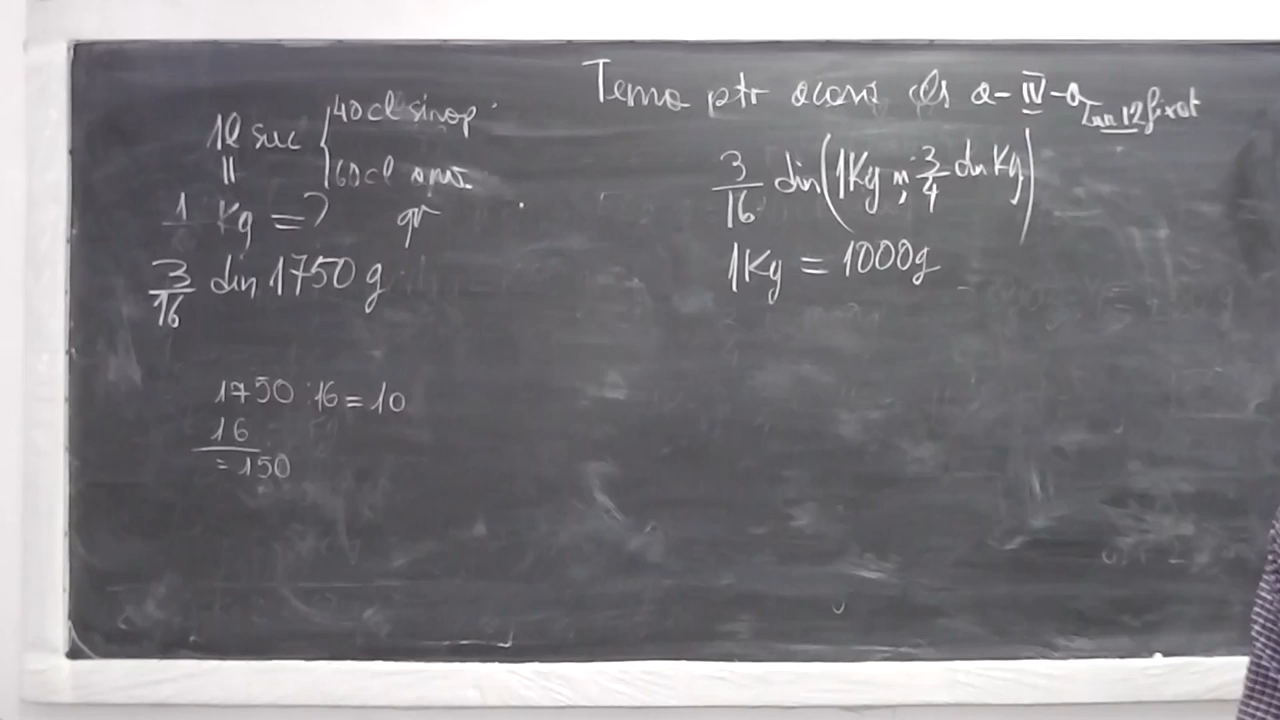 1l suc 40 cl sirop
= 60 cl
1 Kg = ? gr
3/16 din 1750 g
1750 : 16 = 10
16
= 150
Tema ptr acasă cls a-IV-a
3/16 din (1Kg și 3/4 din Kg)
1Kg = 1000g